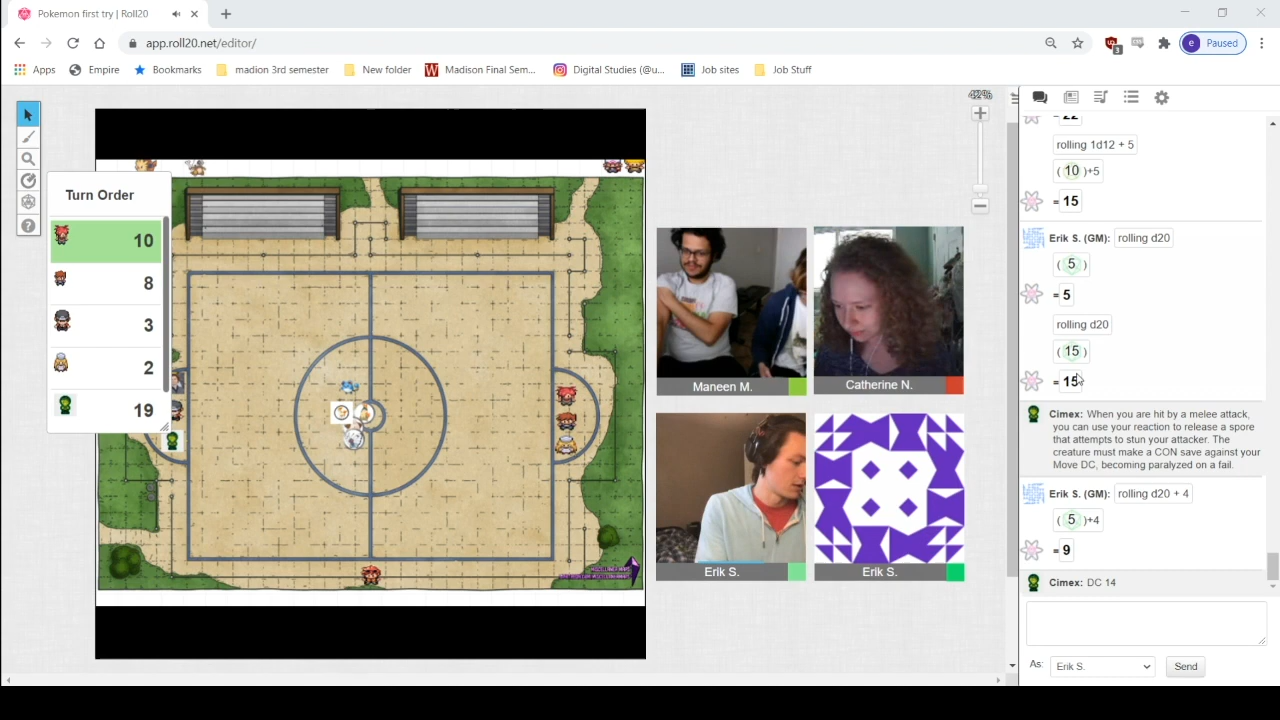 Pokemon first try | Roll20
app.roll20.net/editor/
3
e Paused
Apps Empire Bookmarks madion 3rd semester New folder Madison Final Sem... Digital Studies (@u... Job sites Job Stuff
42%
Turn Order
10
8
3
2
19
Maneen M.
Catherine N.
Erik S.
Erik S.
= 22
rolling 1d12 + 5
( 10 )+5
= 15
Erik S. (GM): rolling d20
( 5 )
= 5
rolling d20
( 15 )
= 15
Cimex: When you are hit by a melee attack,
you can use your reaction to release a spore
that attempts to stun your attacker. The
creature must make a CON save against your
Move DC, becoming paralyzed on a fail.
Erik S. (GM): rolling d20 + 4
( 5 )+4
= 9
Cimex: DC 14
As: Erik S. Send